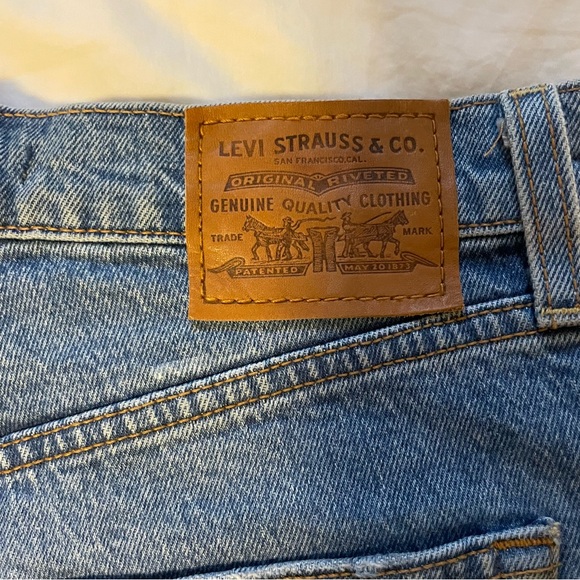 LEVI STRAUSS & CO.
SAN FRANCISCO, CAL.
ORIGINAL RIVETED
GENUINE QUALITY CLOTHING
TRADE MARK
PATENTED MAY 20 1873